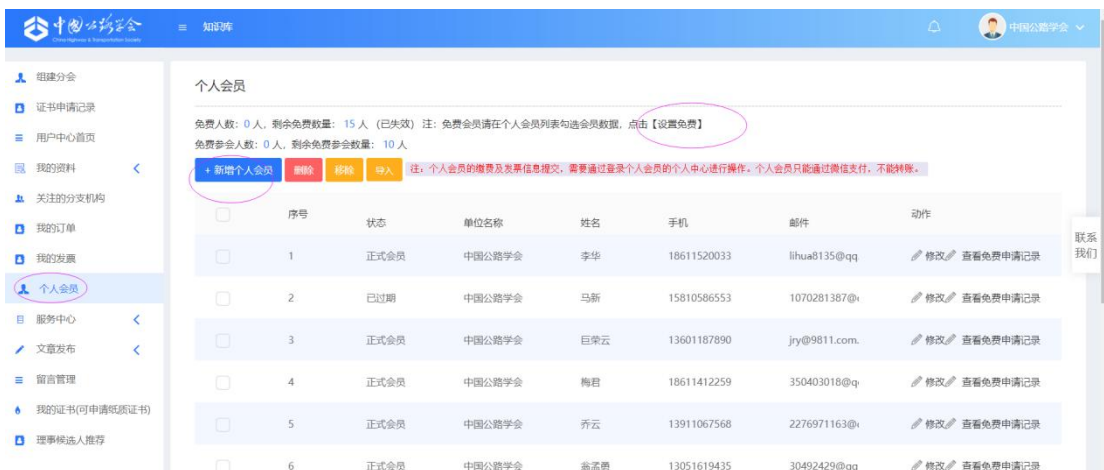 中国公路学会
China Highway & Transportation Society
知识库
中国公路学会
组建分会
证书申请记录
用户中心首页
我的资料
关注的分支机构
我的订单
我的发票
个人会员
服务中心
文章发布
留言管理
我的证书(可申请纸质证书)
理事候选人推荐
个人会员
免费人数: 0 人, 剩余免费数量: 15 人 (已失效) 注: 免费会员请在个人会员列表勾选会员数据, 点击【设置免费】
免费参会人数: 0 人, 剩余免费数量: 10 人
+ 新增个人会员 删除 移除 导入 注: 个人会员的缴费及发票信息提交, 需要通过登录个人会员的个人中心进行操作。个人会员只能通过微信支付, 不能转账。
序号 状态 单位名称 姓名 手机 邮件 动作
1 正式会员 中国公路学会 李华 18611520033 lihua8135@qq 修改 查看免费申请记录
2 已过期 中国公路学会 马新 15810586553 1070281387@ 修改 查看免费申请记录
3 正式会员 中国公路学会 巨荣云 13601187890 jry@9811.com. 修改 查看免费申请记录
4 正式会员 中国公路学会 梅君 18611412259 350403018@q 修改 查看免费申请记录
5 正式会员 中国公路学会 乔云 13911067568 2276971163@ 修改 查看免费申请记录
6 正式会员 中国公路学会 翁孟勇 13051619435 30492429@qq 修改 查看免费申请记录
联系
我们